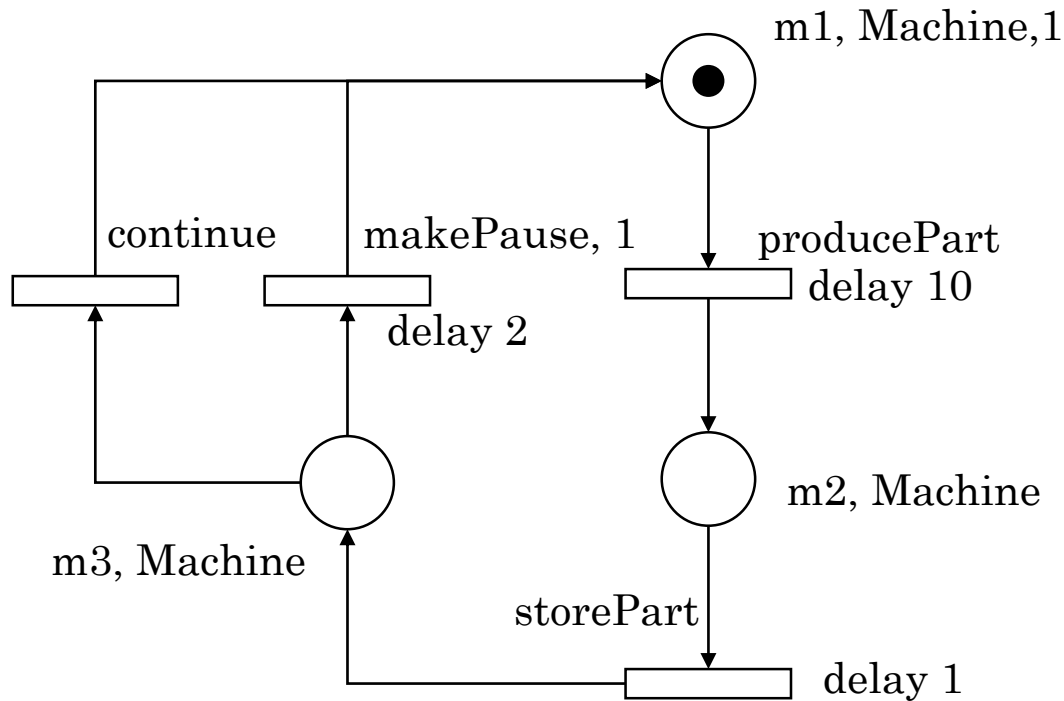 m1, Machine,1
continue
makePause, 1
producePart
delay 10
delay 2
m2, Machine
m3, Machine
storePart
delay 1